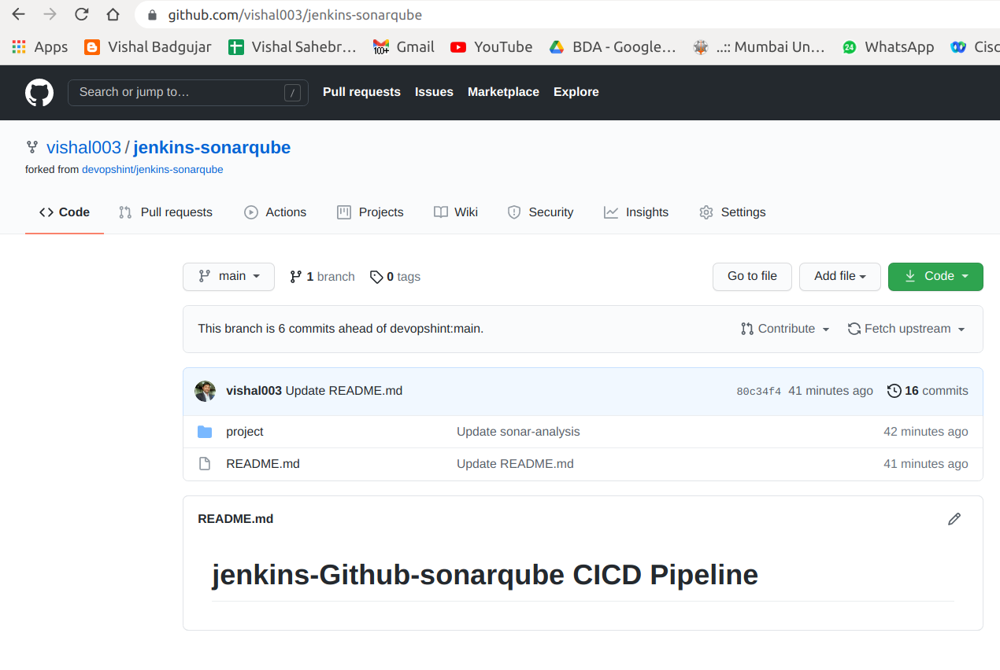 github.com/vishal003/jenkins-sonarqube
Apps Vishal Badgujar Vishal Sahebr… 100+ Gmail YouTube BDA - Google… ..:: Mumbai Un… 24 WhatsApp Cisc
Search or jump to… / Pull requests Issues Marketplace Explore
vishal003 / jenkins-sonarqube
forked from devopshint/jenkins-sonarqube
Code Pull requests Actions Projects Wiki Security Insights Settings
main 1 branch 0 tags Go to file Add file Code
This branch is 6 commits ahead of devopshint:main. Contribute Fetch upstream
vishal003 Update README.md 80c34f4 41 minutes ago 16 commits
project Update sonar-analysis 42 minutes ago
README.md Update README.md 41 minutes ago
README.md
jenkins-Github-sonarqube CICD Pipeline